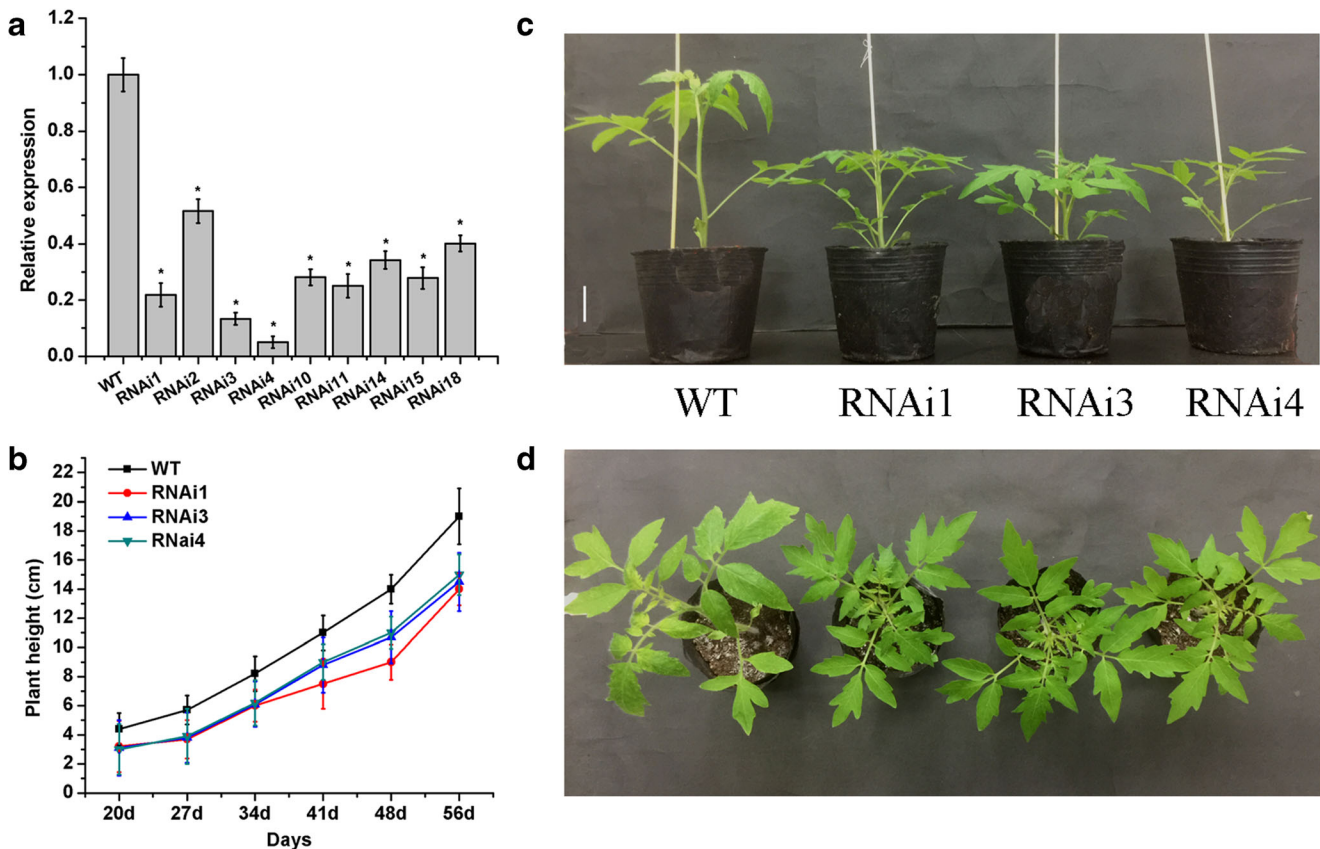 a
1.2
1.0
0.8
0.6
0.4
0.2
0.0
Relative expression
* * * * * * * * *
WT RNAi1 RNAi2 RNAi3 RNAi4 RNAi10 RNAi11 RNAi14 RNAi15 RNAi18
b
WT
RNAi1
RNAi3
RNai4
22
20
18
16
14
12
10
8
6
4
2
0
Plant height (cm)
20d 27d 34d 41d 48d 56d
Days
c
WT RNAi1 RNAi3 RNAi4
d